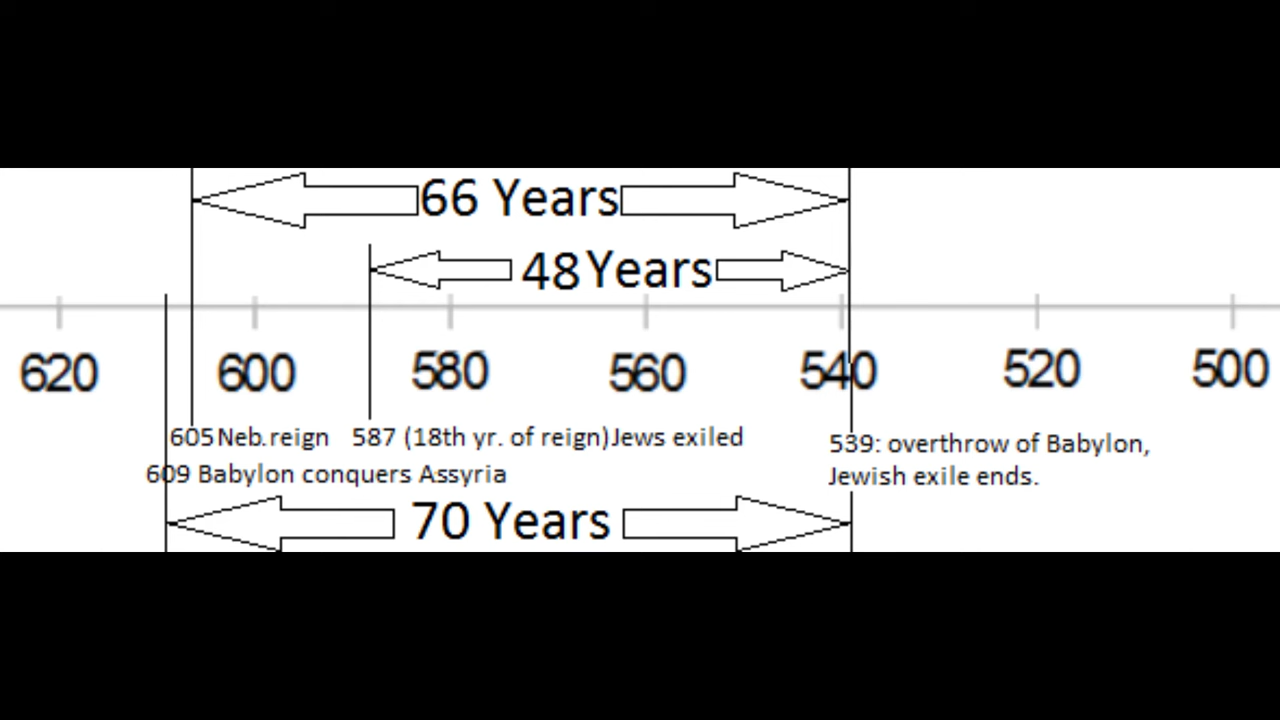 66 Years
48 Years
620 600 580 560 540 520 500
605 Neb. reign 587 (18th yr. of reign) Jews exiled
539: overthrow of Babylon,
609 Babylon conquers Assyria
Jewish exile ends.
70 Years